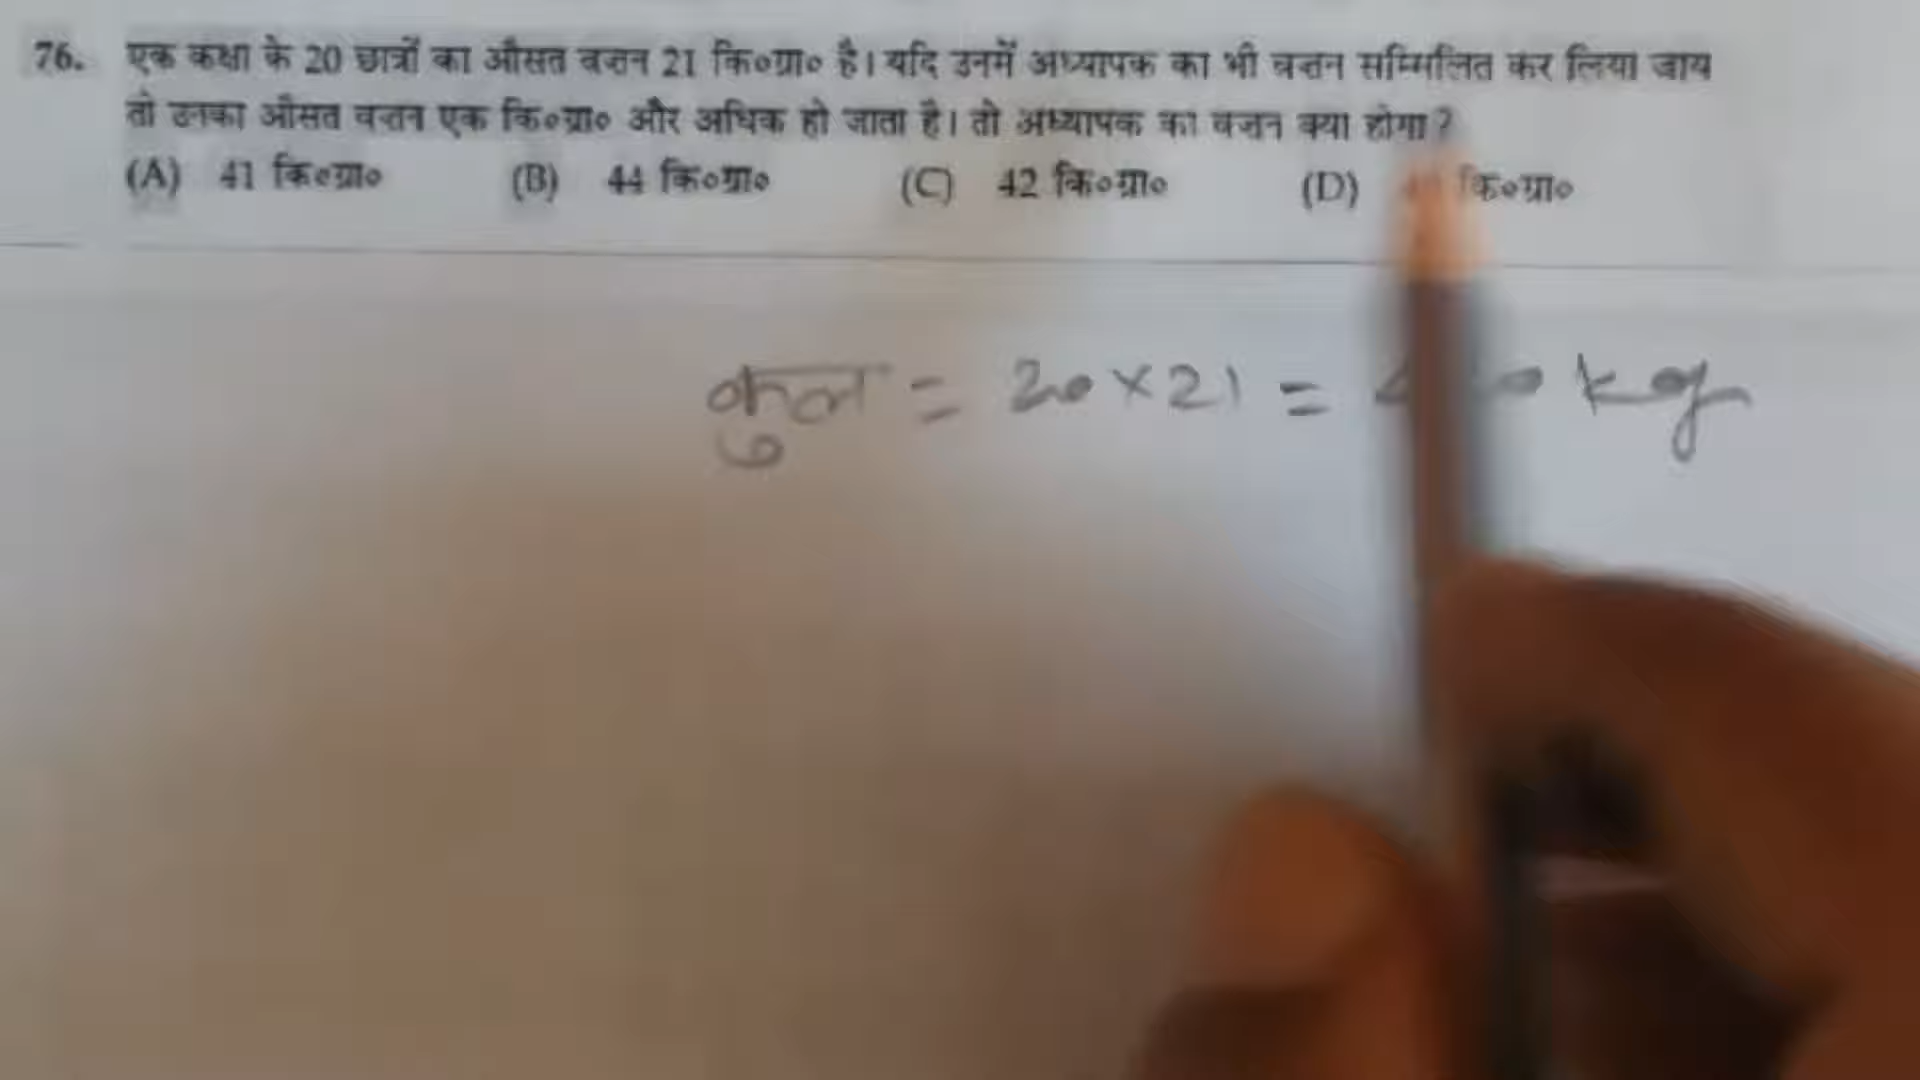 76. एक कक्षा के 20 छात्रों का औसत वजन 21 कि०ग्रा० है। यदि उनमें अध्यापक का भी वजन सम्मिलित कर लिया जाय
तो उनका औसत वजन एक कि०ग्रा० और अधिक हो जाता है। तो अध्यापक का वजन क्या होगा?
(A) 41 कि०ग्रा० (B) 44 कि०ग्रा० (C) 42 कि०ग्रा० (D) कि०ग्रा०
कुल = 20 × 21 = kg